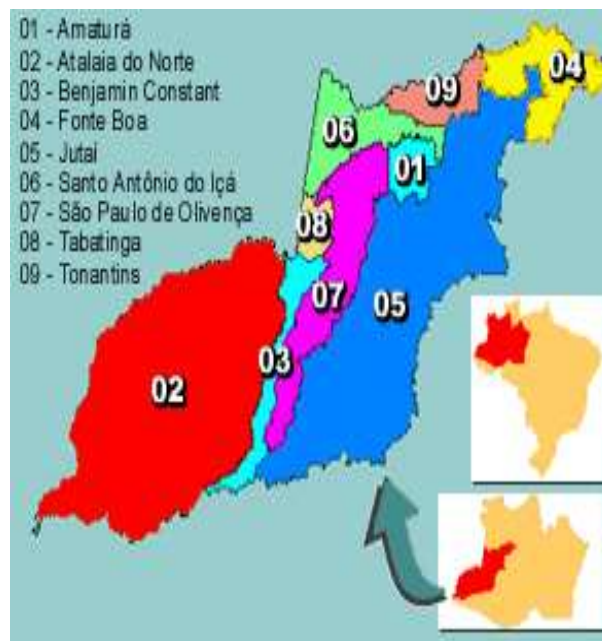 01 - Amaturá
02 - Atalaia do Norte
03 - Benjamin Constant
04 - Fonte Boa
05 - Jutaí
06 - Santo Antônio do Içá
07 - São Paulo de Olivença
08 - Tabatinga
09 - Tonantins
04
09
06
01
08
07
05
03
02